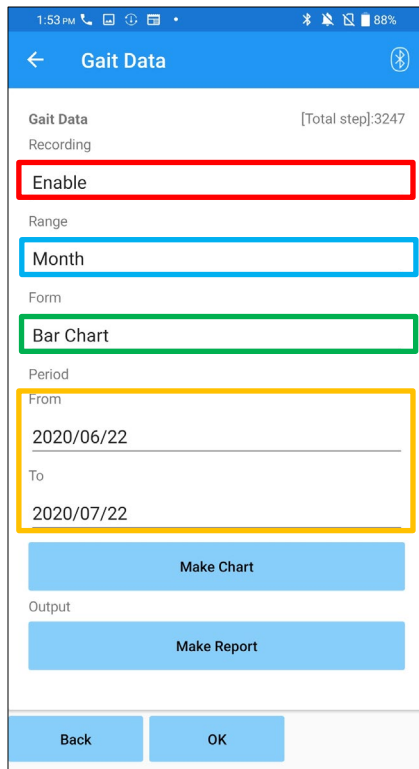 1:53 PM 88%
Gait Data
Gait Data [Total step]:3247
Recording
Enable
Range
Month
Form
Bar Chart
Period
From
2020/06/22
To
2020/07/22
Make Chart
Output
Make Report
Back OK